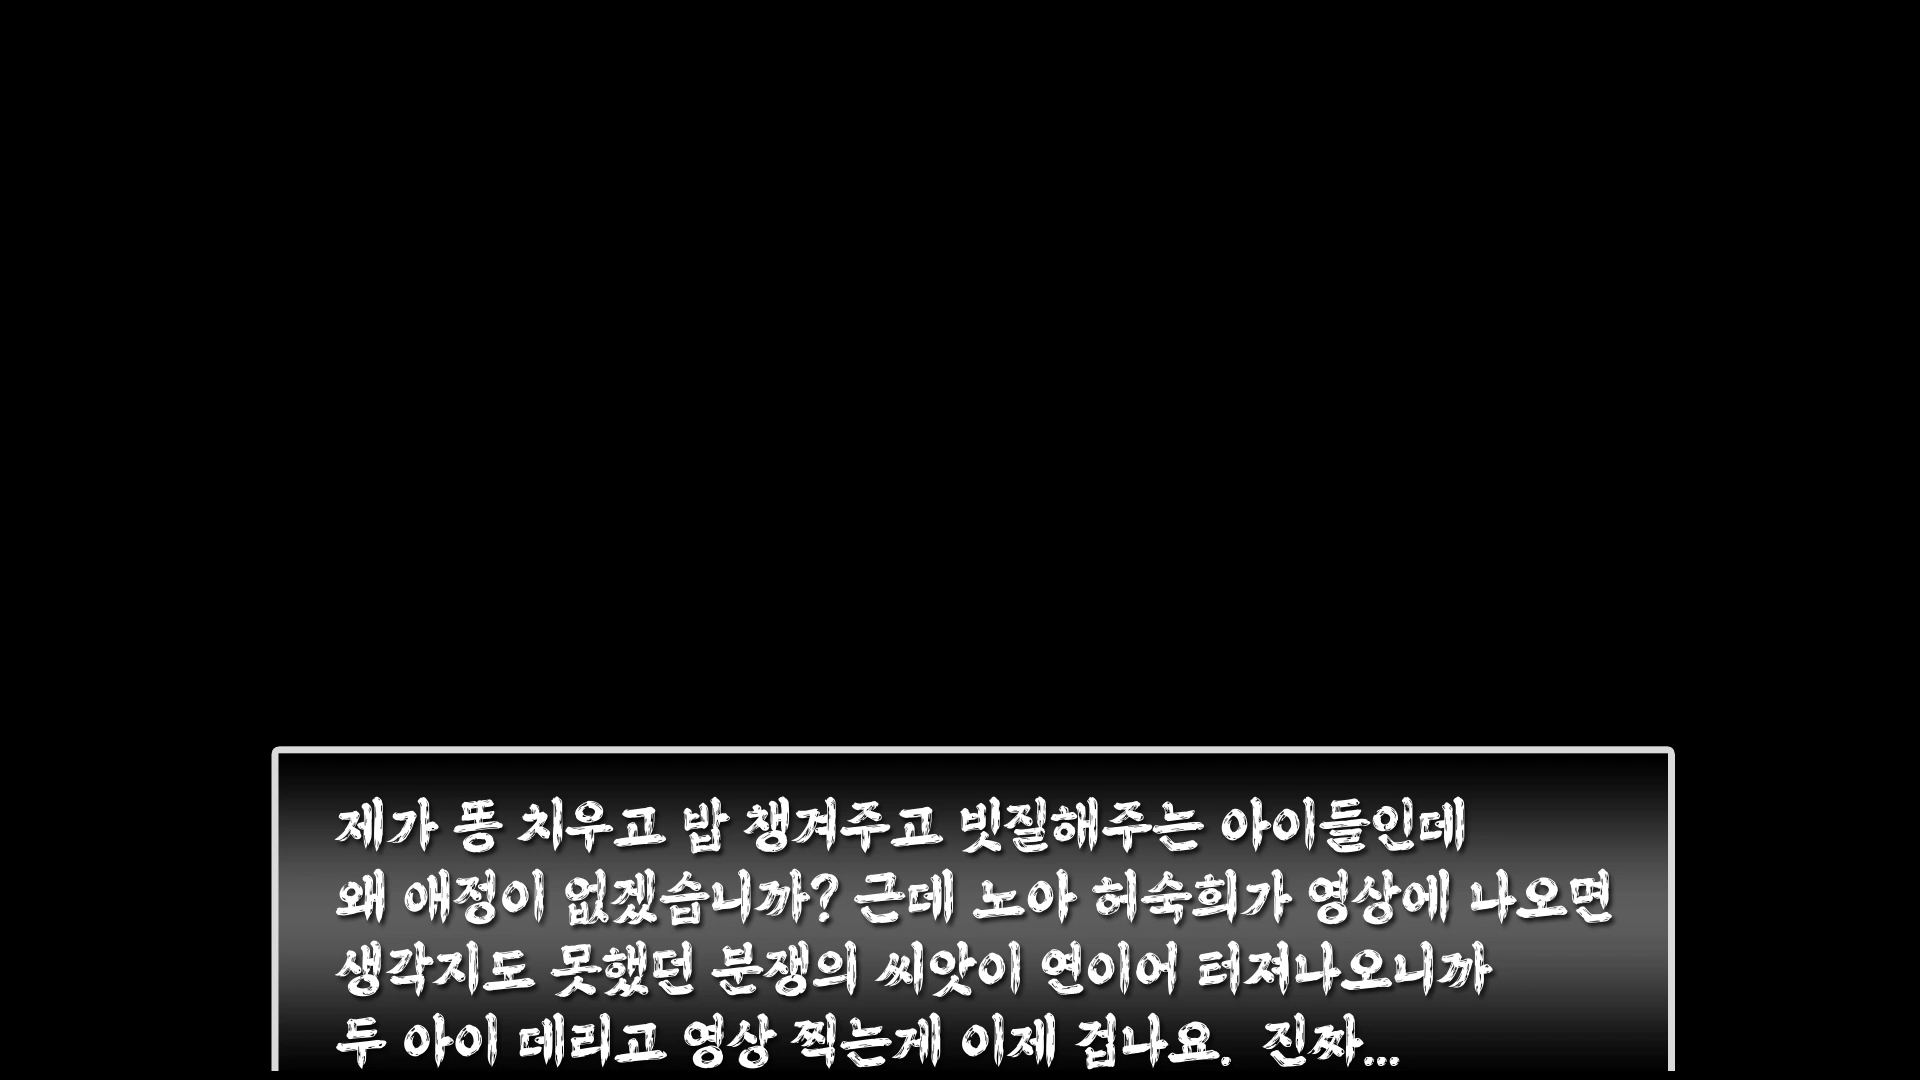 제가 똥 치우고 밥 챙겨주고 빗질해주는 아이들인데
왜 애정이 없겠습니까? 근데 노아 허숙희가 영상에 나오면
생각지도 못했던 분쟁의 씨앗이 연이어 터져나오니까
두 아이 데리고 영상 찍는게 이제 겁나요. 진짜...